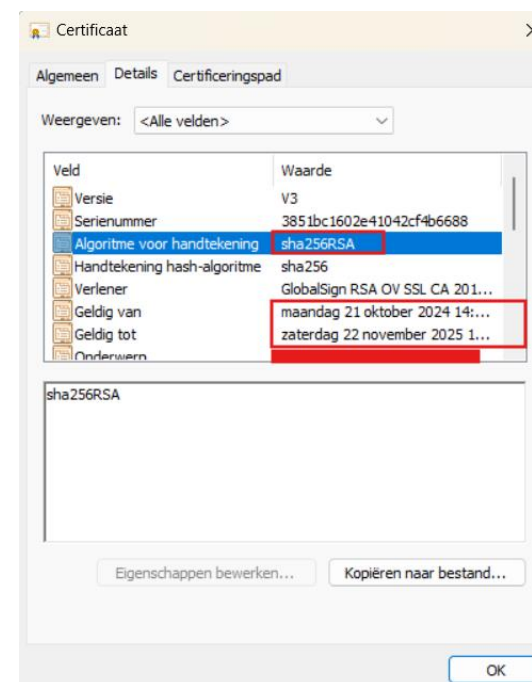 Certificaat
Algemeen Details Certificeringspad
Weergeven: <Alle velden>
Veld Waarde
Versie V3
Serienummer 3851bc1602e41042cf4b6688
Algoritme voor handtekening sha256RSA
Handtekening hash-algoritme sha256
Verlener GlobalSign RSA OV SSL CA 201...
Geldig van maandag 21 oktober 2024 14:...
Geldig tot zaterdag 22 november 2025 1...
Onderwerp
sha256RSA
Eigenschappen bewerken... Kopiëren naar bestand...
OK